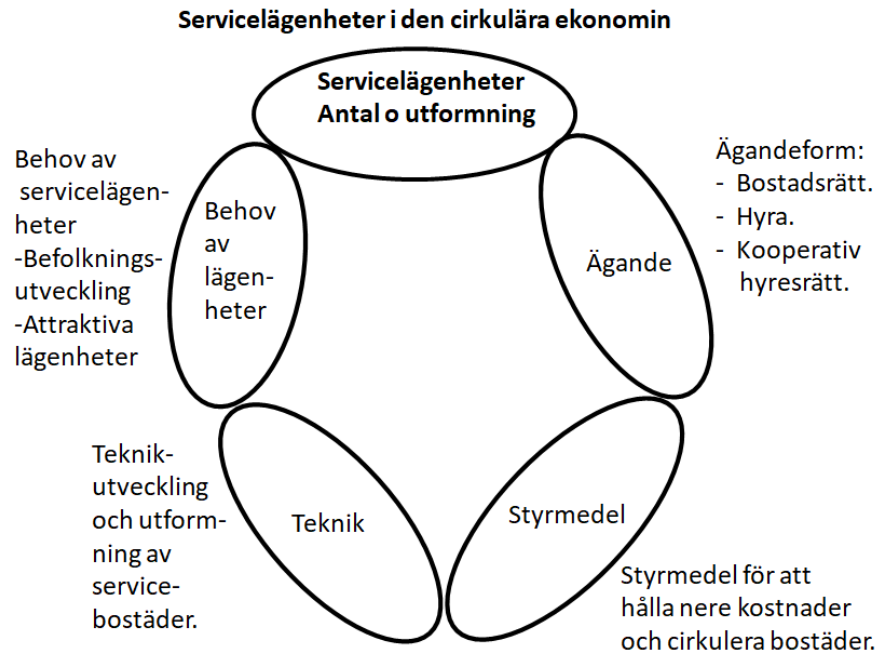 Servicelägenheter i den cirkulära ekonomin
Servicelägenheter
Antal o utformning
Behov av
servicelägen-
heter
-Befolknings-
utveckling
-Attraktiva
lägenheter
Behov
av
lägen-
heter
Ägande
Ägandeform:
- Bostadsrätt.
- Hyra.
- Kooperativ
hyresrätt.
Teknik-
utveckling
och utform-
ning av
service-
bostäder.
Teknik
Styrmedel
Styrmedel för att
hålla nere kostnader
och cirkulera bostäder.